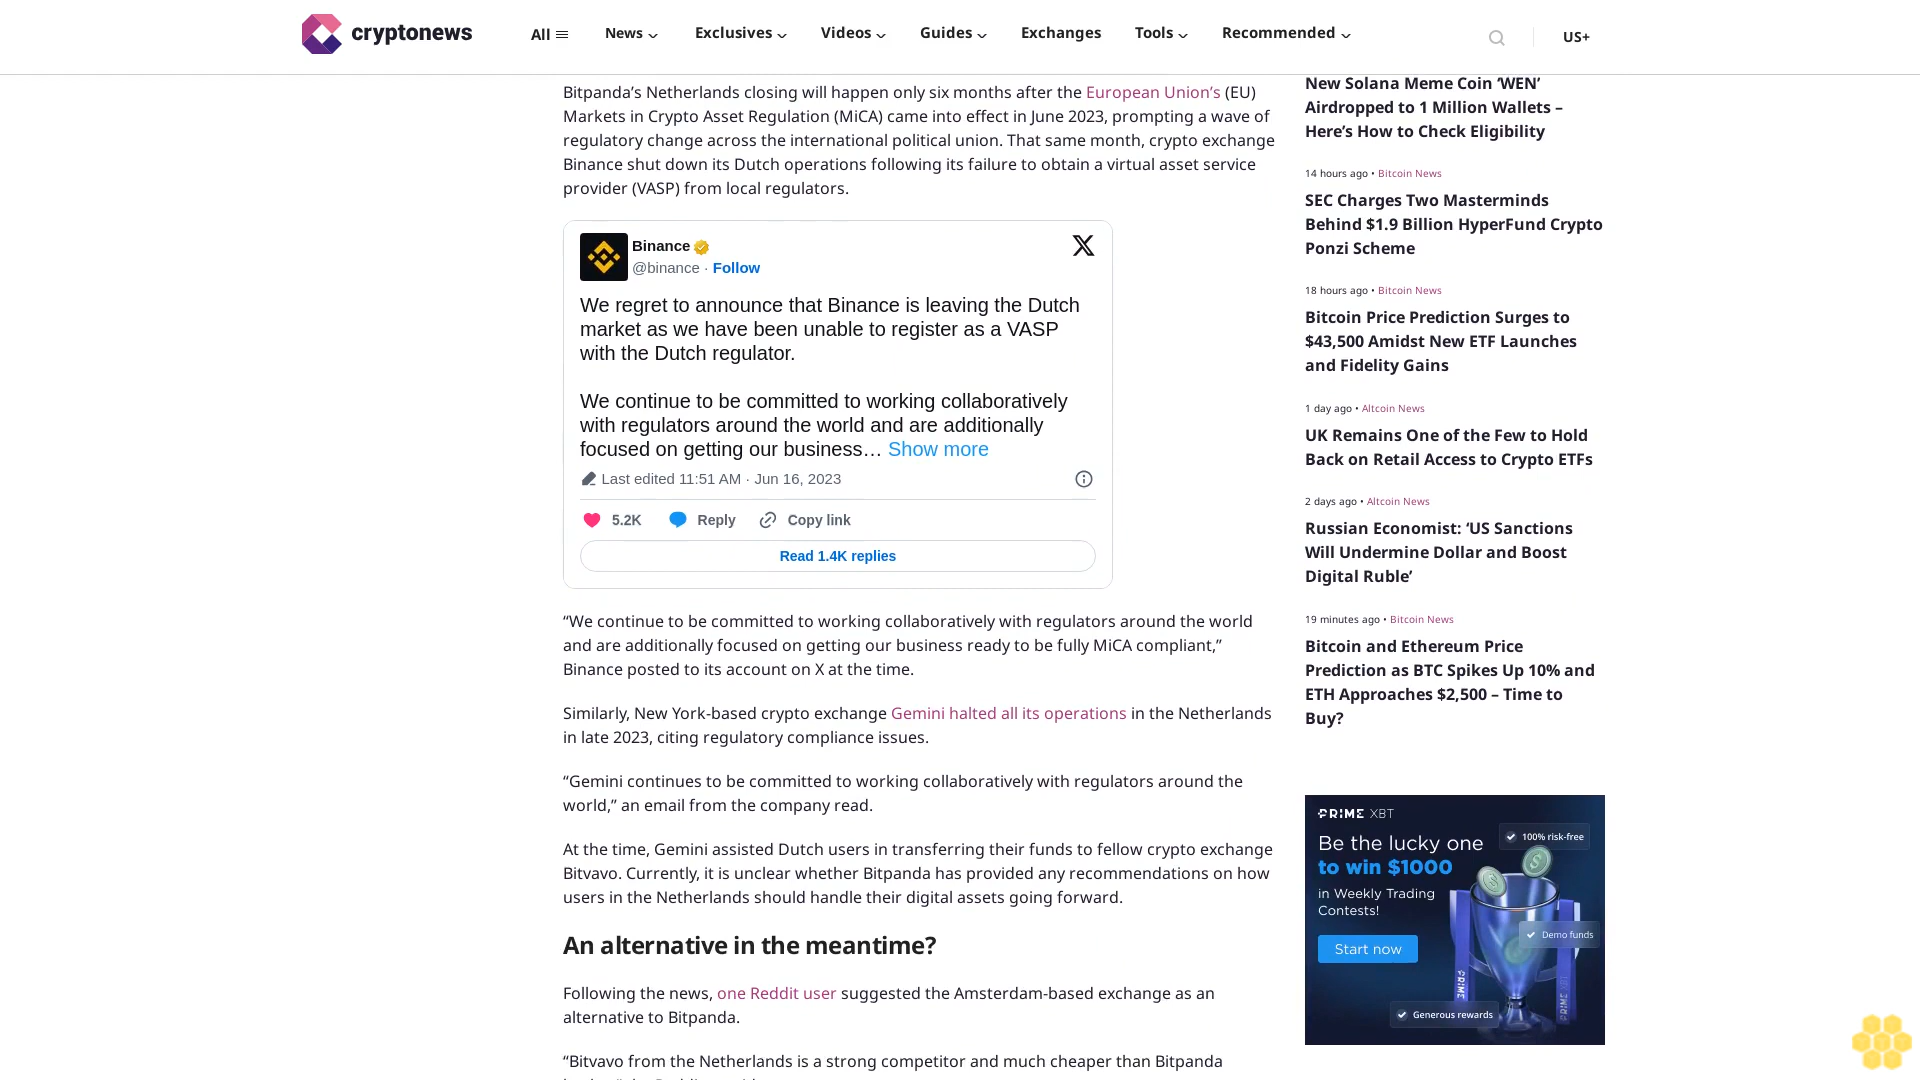 cryptonews
All
News
Exclusives
Videos
Guides
Exchanges
Tools
Recommended
US+
Bitpanda’s Netherlands closing will happen only six months after the European Union’s (EU)
Markets in Crypto Asset Regulation (MiCA) came into effect in June 2023, prompting a wave of
regulatory change across the international political union. That same month, crypto exchange
Binance shut down its Dutch operations following its failure to obtain a virtual asset service
provider (VASP) from local regulators.
Binance
@binance · Follow
We regret to announce that Binance is leaving the Dutch
market as we have been unable to register as a VASP
with the Dutch regulator.
We continue to be committed to working collaboratively
with regulators around the world and are additionally
focused on getting our business… Show more
Last edited 11:51 AM · Jun 16, 2023
5.2K
Reply
Copy link
Read 1.4K replies
“We continue to be committed to working collaboratively with regulators around the world
and are additionally focused on getting our business ready to be fully MiCA compliant,”
Binance posted to its account on X at the time.
Similarly, New York-based crypto exchange Gemini halted all its operations in the Netherlands
in late 2023, citing regulatory compliance issues.
“Gemini continues to be committed to working collaboratively with regulators around the
world,” an email from the company read.
At the time, Gemini assisted Dutch users in transferring their funds to fellow crypto exchange
Bitvavo. Currently, it is unclear whether Bitpanda has provided any recommendations on how
users in the Netherlands should handle their digital assets going forward.
An alternative in the meantime?
Following the news, one Reddit user suggested the Amsterdam-based exchange as an
alternative to Bitpanda.
“Bitvavo from the Netherlands is a strong competitor and much cheaper than Bitpanda
New Solana Meme Coin ‘WEN’
Airdropped to 1 Million Wallets –
Here’s How to Check Eligibility
14 hours ago • Bitcoin News
SEC Charges Two Masterminds
Behind $1.9 Billion HyperFund Crypto
Ponzi Scheme
18 hours ago • Bitcoin News
Bitcoin Price Prediction Surges to
$43,500 Amidst New ETF Launches
and Fidelity Gains
1 day ago • Altcoin News
UK Remains One of the Few to Hold
Back on Retail Access to Crypto ETFs
2 days ago • Altcoin News
Russian Economist: ‘US Sanctions
Will Undermine Dollar and Boost
Digital Ruble’
19 minutes ago • Bitcoin News
Bitcoin and Ethereum Price
Prediction as BTC Spikes Up 10% and
ETH Approaches $2,500 – Time to
Buy?
PRIME XBT
100% risk-free
Be the lucky one
to win $1000
in Weekly Trading
Contests!
Demo funds
Start now
Generous rewards